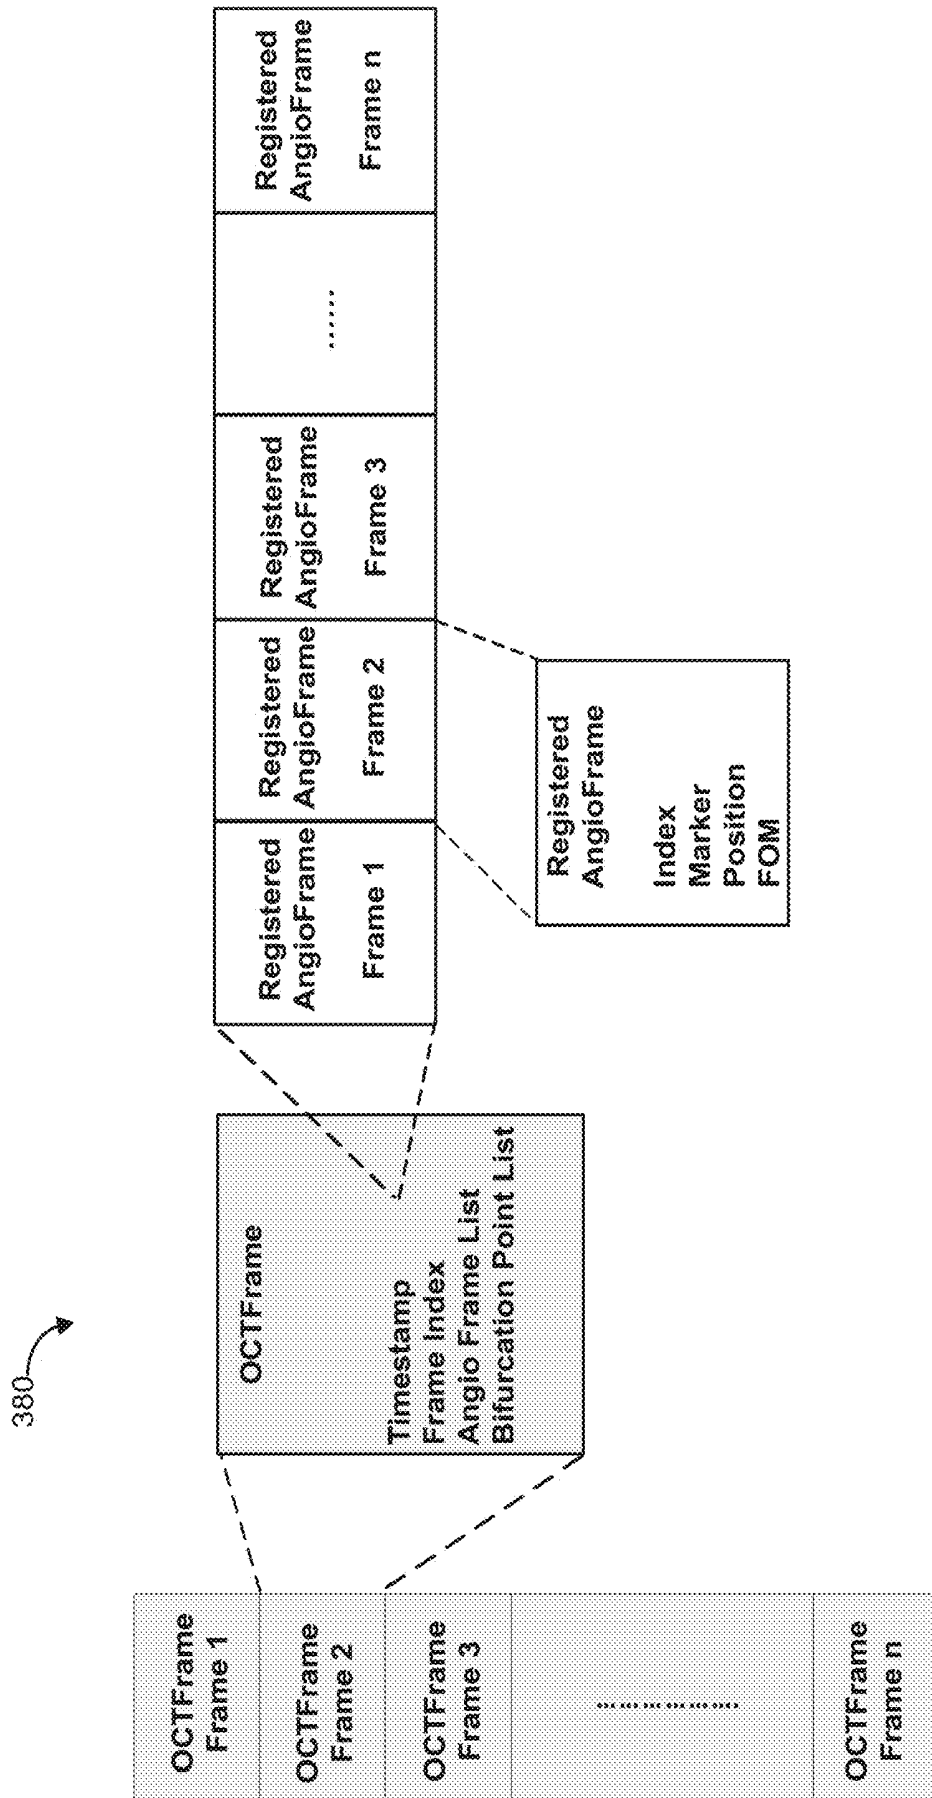 380
OCTFrame
Frame 1
OCTFrame
Frame 2
OCTFrame
Frame 3
................
OCTFrame
Frame n
OCTFrame
Timestamp
Frame Index
Angio Frame List
Bifurcation Point List
Registered
AngioFrame
Frame 1
Registered
AngioFrame
Frame 2
Registered
AngioFrame
Frame 3
......
Registered
AngioFrame
Frame n
Registered
AngioFrame
Index
Marker
Position
FOM